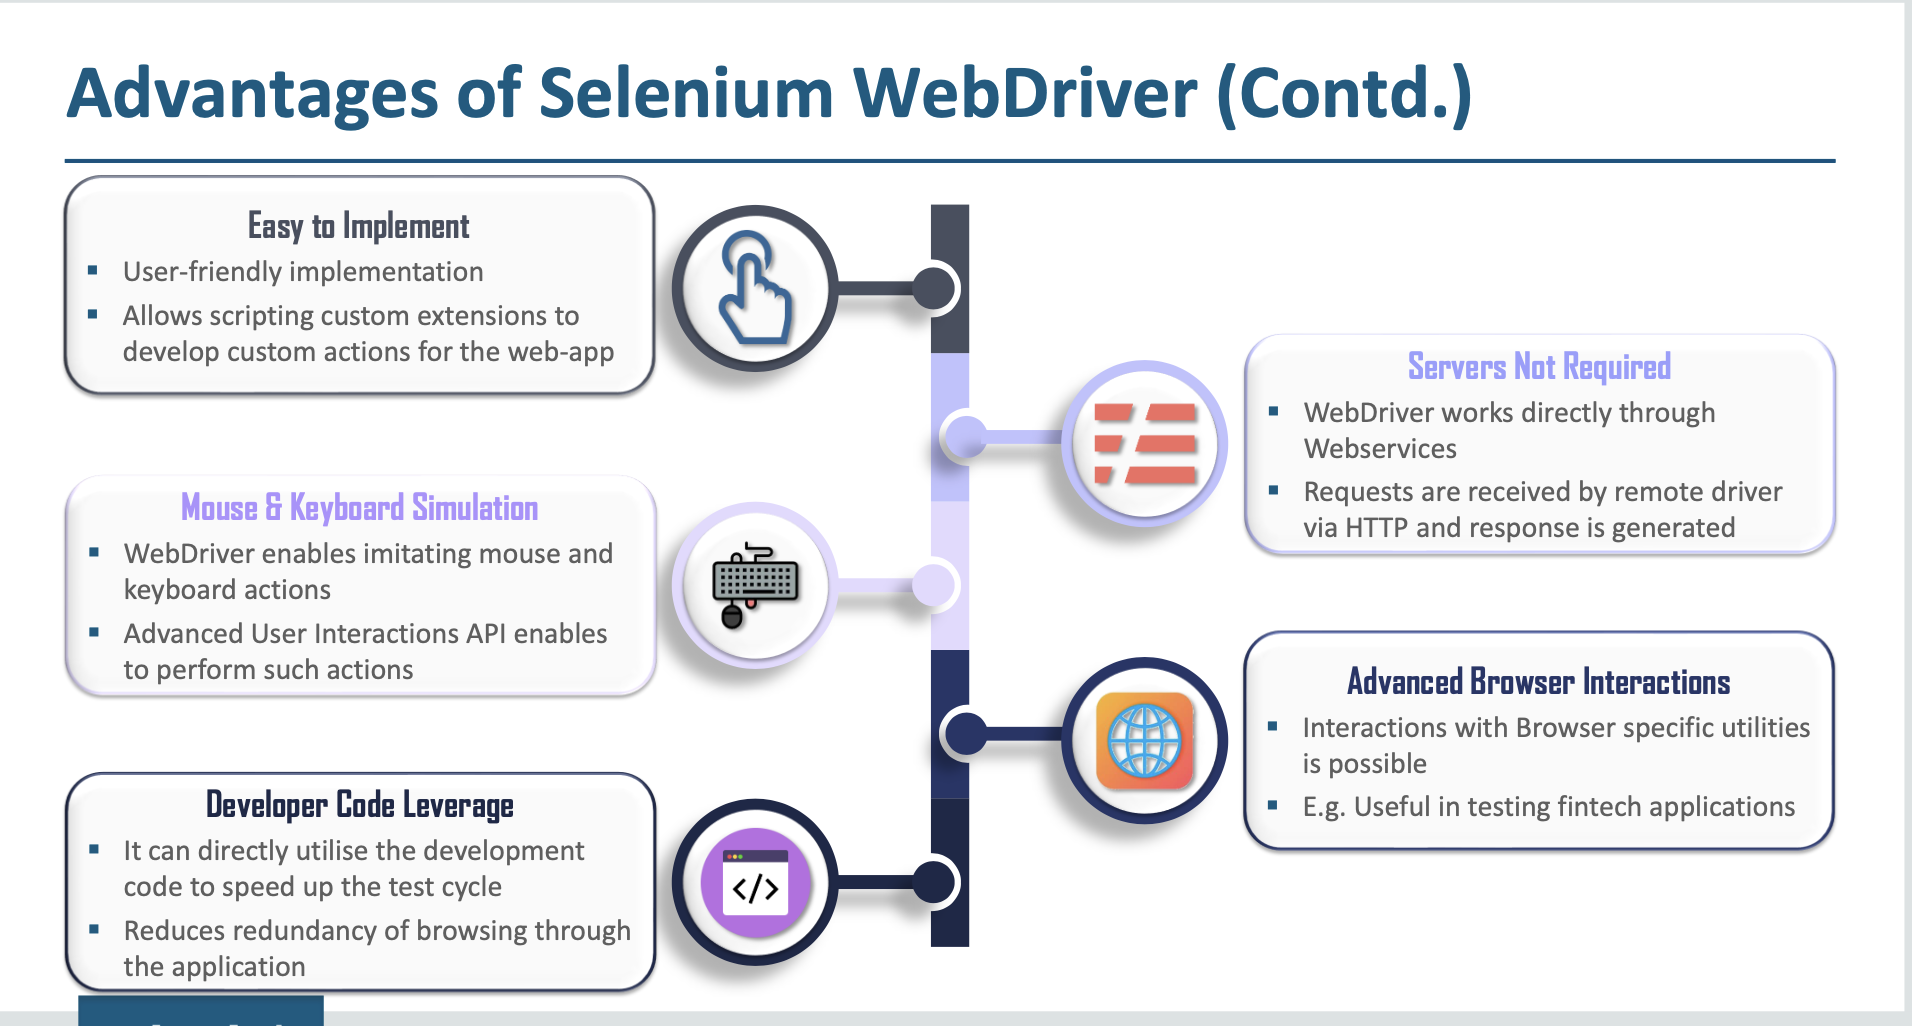 Advantages of Selenium WebDriver (Contd.)
Easy to Implement
User-friendly implementation
Allows scripting custom extensions to
develop custom actions for the web-app
Servers Not Required
WebDriver works directly through
Webservices
Requests are received by remote driver
via HTTP and response is generated
Mouse & Keyboard Simulation
WebDriver enables imitating mouse and
keyboard actions
Advanced User Interactions API enables
to perform such actions
Advanced Browser Interactions
Interactions with Browser specific utilities
is possible
E.g. Useful in testing fintech applications
Developer Code Leverage
It can directly utilise the development
code to speed up the test cycle
Reduces redundancy of browsing through
the application